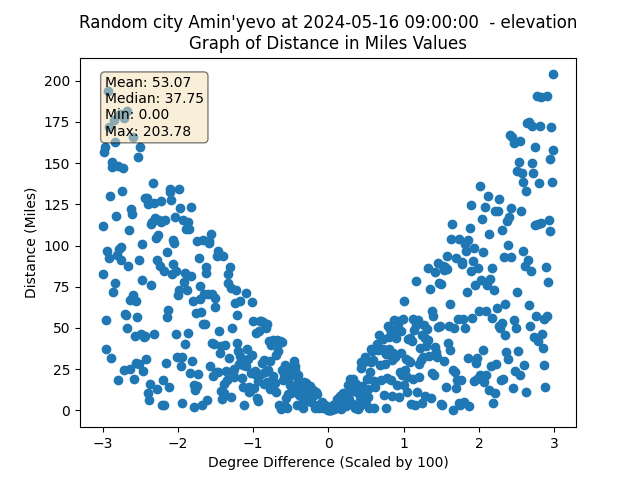 Random city Amin'yevo at 2024-05-16 09:00:00  - elevation
Graph of Distance in Miles Values
Mean: 53.07
Median: 37.75
Min: 0.00
Max: 203.78
Distance (Miles)
200
175
150
125
100
75
50
25
0
−3
−2
−1
0
1
2
3
Degree Difference (Scaled by 100)